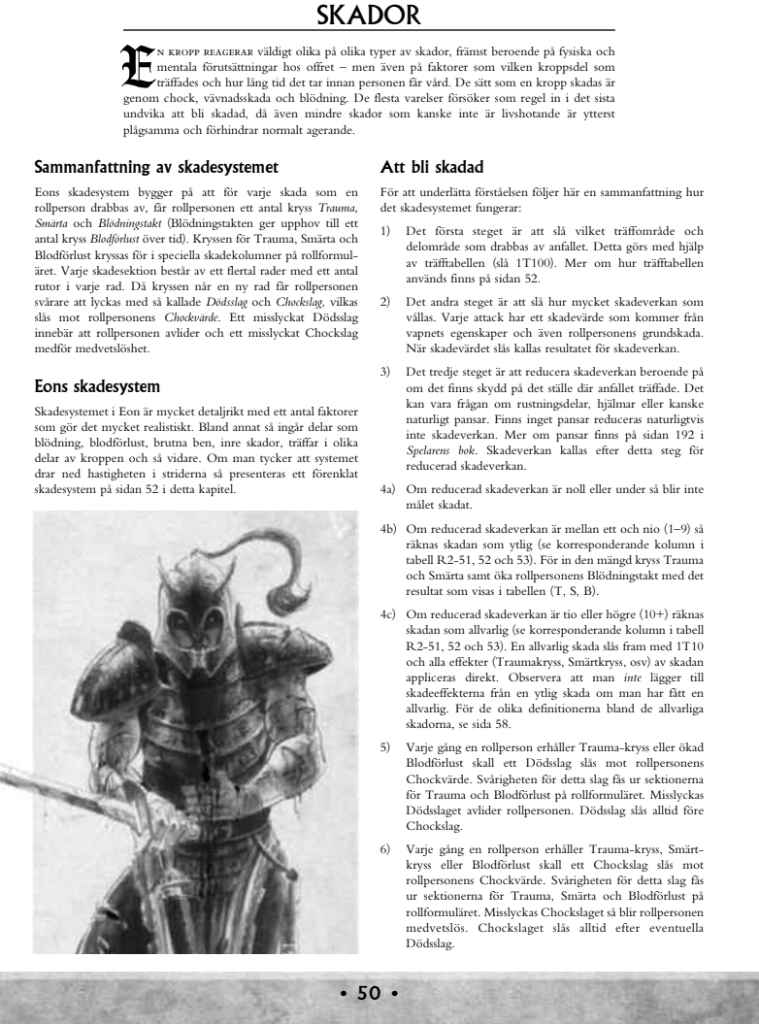 SKADOR
EN KROPP REAGERAR väldigt olika på olika typer av skador, främst beroende på fysiska och
mentala förutsättningar hos offret – men även på faktorer som vilken kroppsdel som
träffades och hur lång tid det tar innan personen får vård. De sätt som en kropp skadas är
genom chock, vävnadsskada och blödning. De flesta varelser försöker som regel in i det sista
undvika att bli skadad, då även mindre skador som kanske inte är livshotande är ytterst
plågsamma och förhindrar normalt agerande.
Sammanfattning av skadesystemet
Eons skadesystem bygger på att för varje skada som en
rollperson drabbas av, får rollpersonen ett antal kryss Trauma,
Smärta och Blödningstakt (Blödningstakten ger upphov till ett
antal kryss Blodförlust över tid). Kryssen för Trauma, Smärta och
Blodförlust kryssas för i speciella skadekolumner på rollformul-
äret. Varje skadesektion består av ett flertal rader med ett antal
rutor i varje rad. Då kryssen når en ny rad får rollpersonen
svårare att lyckas med så kallade Dödsslag och Chockslag, vilkas
slås mot rollpersonens Chockvärde. Ett misslyckat Dödsslag
innebär att rollpersonen avlider och ett misslyckat Chockslag
medför medvetslöshet.
Eons skadesystem
Skadesystemet i Eon är mycket detaljrikt med ett antal faktorer
som gör det mycket realistiskt. Bland annat så ingår delar som
blödning, blodförlust, brutna ben, inre skador, träffar i olika
delar av kroppen och så vidare. Om man tycker att systemet
drar ned hastigheten i striderna så presenteras ett förenklat
skadesystem på sidan 52 i detta kapitel.
Att bli skadad
För att underlätta förståelsen följer här en sammanfattning hur
det skadesystemet fungerar:
1) Det första steget är att slå vilket träffområde och
delområde som drabbas av anfallet. Detta görs med hjälp
av träfftabellen (slå 1T100). Mer om hur träfftabellen
används finns på sidan 52.
2) Det andra steget är att slå hur mycket skadeverkan som
vållas. Varje attack har ett skadevärde som kommer från
vapnets egenskaper och även rollpersonens grundskada.
När skadevärdet slås kallas resultatet för skadeverkan.
3) Det tredje steget är att reducera skadeverkan beroende på
om det finns skydd på det ställe där anfallet träffade. Det
kan vara frågan om rustningsdelar, hjälmar eller kanske
naturligt pansar. Finns inget pansar reduceras naturligtvis
inte skadeverkan. Mer om pansar finns på sidan 192 i
Spelarens bok. Skadeverkan kallas efter detta steg för
reducerad skadeverkan.
4a) Om reducerad skadeverkan är noll eller under så blir inte
målet skadat.
4b) Om reducerad skadeverkan är mellan ett och nio (1–9) så
räknas skadan som ytlig (se korresponderande kolumn i
tabell R2-51, 52 och 53). För in den mängd kryss Trauma
och Smärta samt öka rollpersonens Blödningstakt med det
resultat som visas i tabellen (T, S, B).
4c) Om reducerad skadeverkan är tio eller högre (10+) räknas
skadan som allvarlig (se korresponderande kolumn i tabell
R2-51, 52 och 53). En allvarlig skada slås fram med 1T10
och alla effekter (Traumakryss, Smärtkryss, osv) av skadan
appliceras direkt. Observera att man inte lägger till
skadeeffekterna från en ytlig skada om man har fått en
allvarlig. För de olika definitionerna bland de allvarliga
skadorna, se sida 58.
5) Varje gång en rollperson erhåller Trauma-kryss eller ökad
Blodförlust skall ett Dödsslag slås mot rollpersonens
Chockvärde. Svårigheten för detta slag fås ur sektionerna
för Trauma och Blodförlust på rollformuläret. Misslyckas
Dödsslaget avlider rollpersonen. Dödsslag slås alltid före
Chockslag.
6) Varje gång en rollperson erhåller Trauma-kryss, Smärt-
kryss eller Blodförlust skall ett Chockslag slås mot
rollpersonens Chockvärde. Svårigheten för detta slag fås
ur sektionerna för Trauma, Smärta och Blodförlust på
rollformuläret. Misslyckas Chockslaget så blir rollpersonen
medvetslös. Chockslaget slås alltid efter eventuella
Dödsslag.
• 50 •